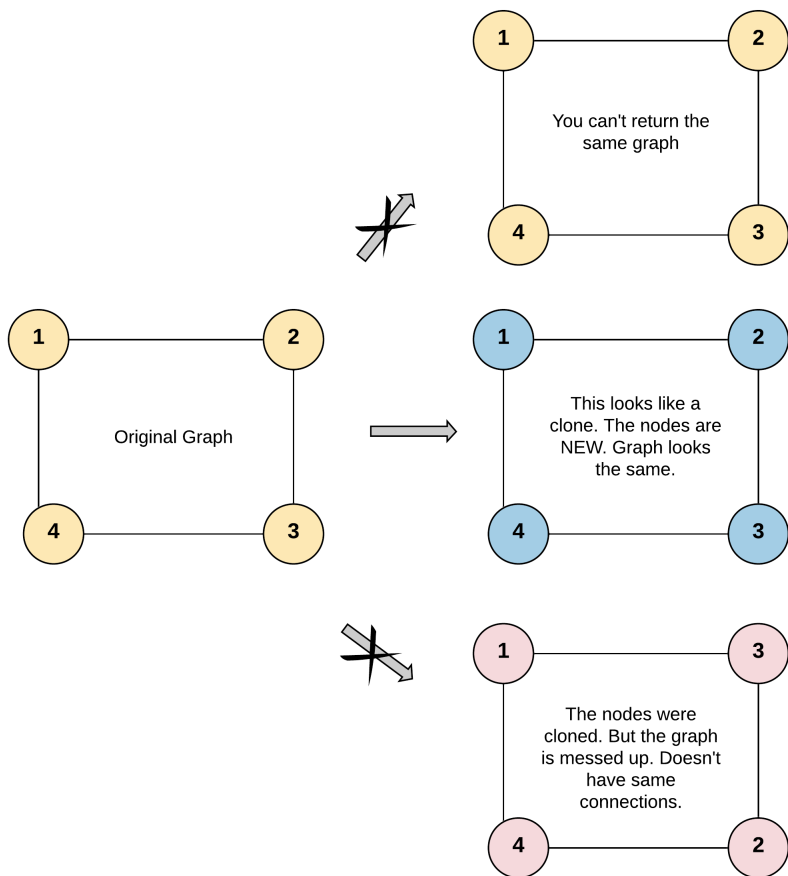 1
2
You can't return the
same graph
4
3
1
2
Original Graph
4
3
1
2
This looks like a
clone. The nodes are
NEW. Graph looks
the same.
4
3
1
3
The nodes were
cloned. But the graph
is messed up. Doesn't
have same
connections.
4
2